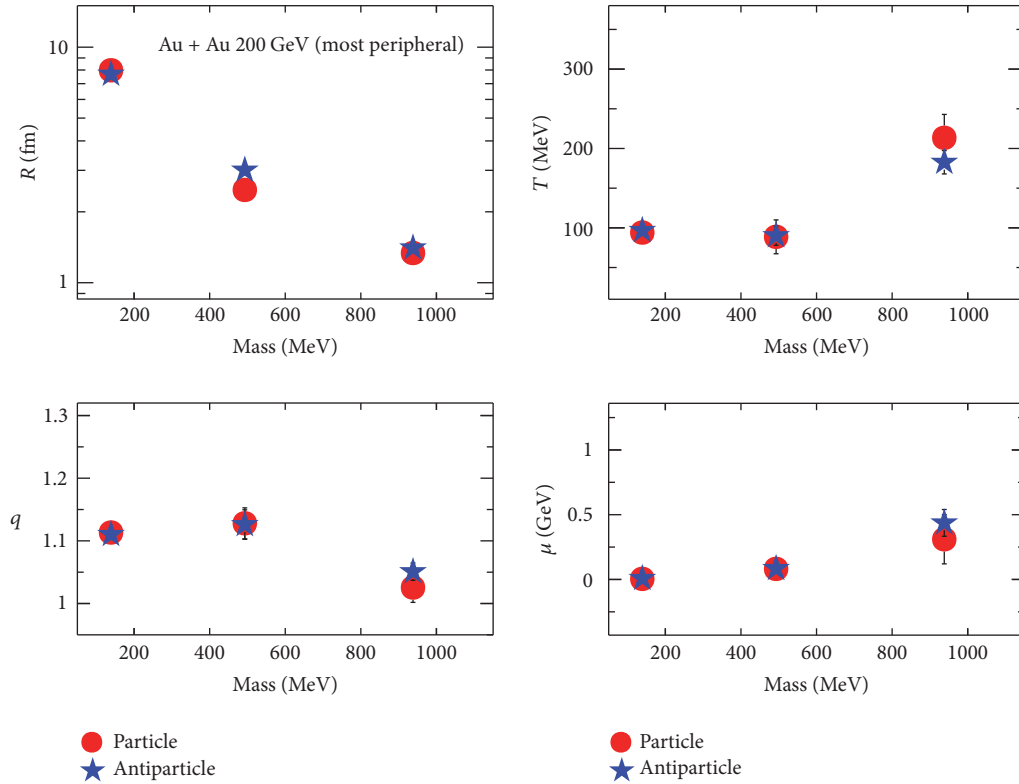 Au + Au 200 GeV (most peripheral)
10
1
R (fm)
200 400 600 800 1000
Mass (MeV)
300
200
100
T (MeV)
200 400 600 800 1000
Mass (MeV)
1.3
1.2
1.1
1
q
200 400 600 800 1000
Mass (MeV)
1
0.5
0
μ (GeV)
200 400 600 800 1000
Mass (MeV)
Particle
Antiparticle
Particle
Antiparticle